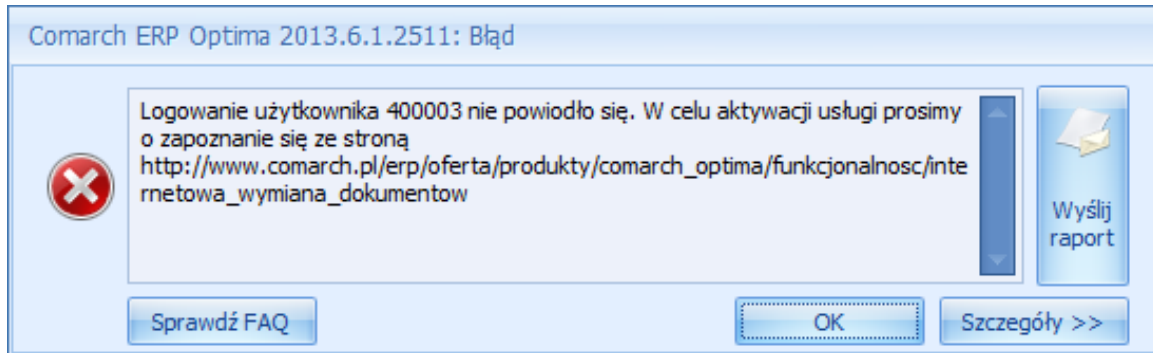 Comarch ERP Optima 2013.6.1.2511: Błąd
Logowanie użytkownika 400003 nie powiodło się. W celu aktywacji usługi prosimy
o zapoznanie się ze stroną
http://www.comarch.pl/erp/oferta/produkty/comarch_optima/funkcjonalnosc/inte
rnetowa_wymiana_dokumentow
Wyślij
raport
Sprawdź FAQ
OK
Szczegóły >>